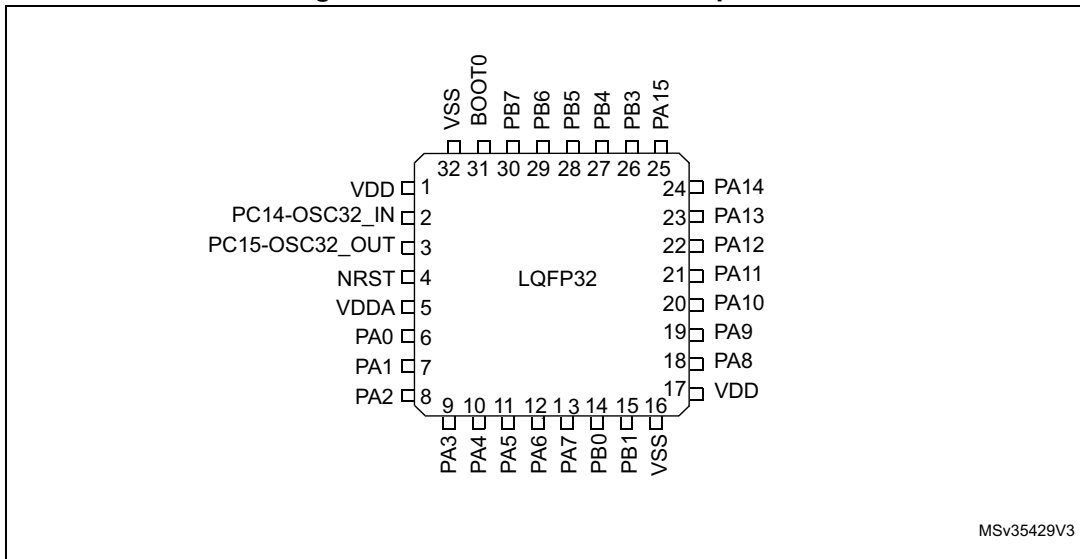 VSS
BOOT0
PB7
PB6
PB5
PB4
PB3
PA15
32 31 30 29 28 27 26 25
VDD 1
PC14-OSC32_IN 2
PC15-OSC32_OUT 3
NRST 4
VDDA 5
PA0 6
PA1 7
PA2 8
LQFP32
24 PA14
23 PA13
22 PA12
21 PA11
20 PA10
19 PA9
18 PA8
17 VDD
9 10 11 12 13 14 15 16
PA3
PA4
PA5
PA6
PA7
PB0
PB1
VSS
MSv35429V3